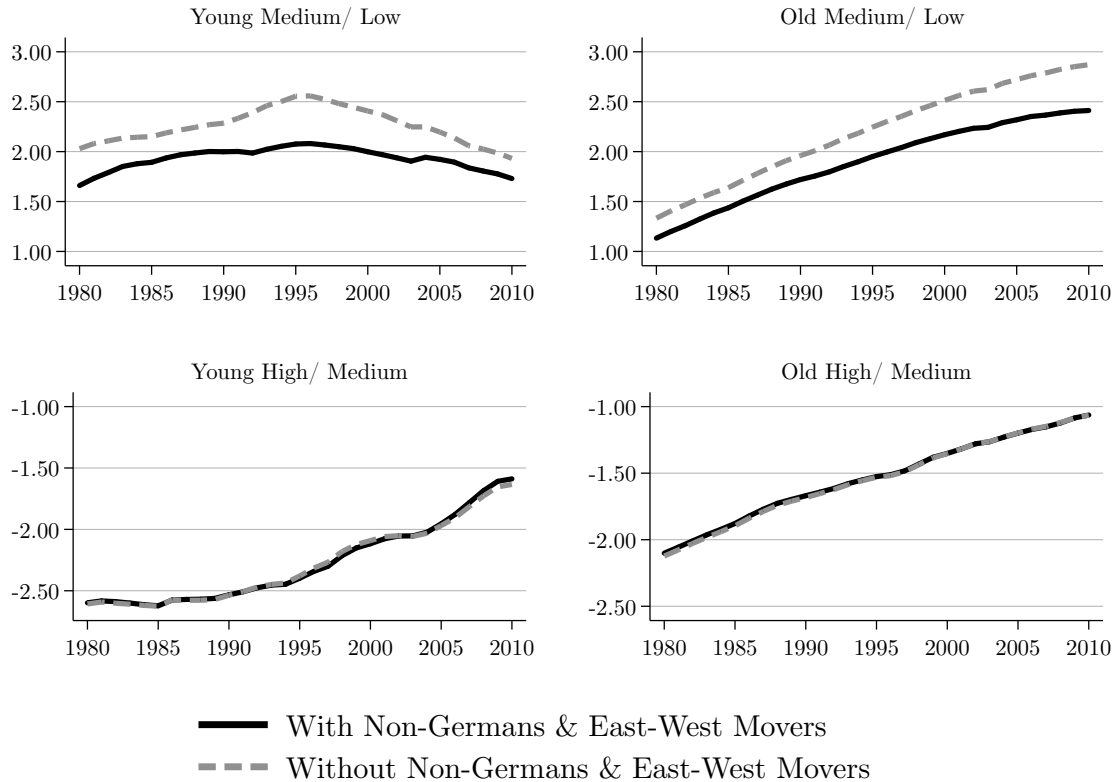 Young Medium/ Low
3.00
2.50
2.00
1.50
1.00
1980 1985 1990 1995 2000 2005 2010
Old Medium/ Low
3.00
2.50
2.00
1.50
1.00
1980 1985 1990 1995 2000 2005 2010
Young High/ Medium
-1.00
-1.50
-2.00
-2.50
1980 1985 1990 1995 2000 2005 2010
Old High/ Medium
-1.00
-1.50
-2.00
-2.50
1980 1985 1990 1995 2000 2005 2010
With Non-Germans & East-West Movers
Without Non-Germans & East-West Movers